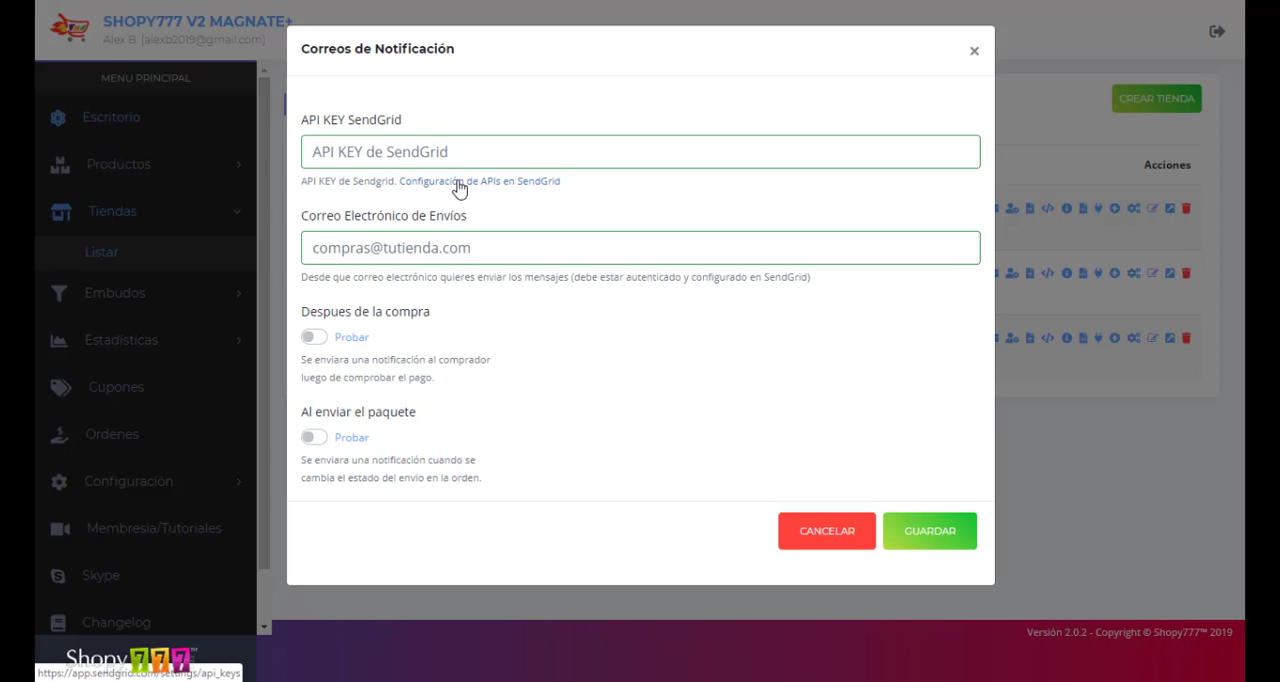 SHOPY777 V2 MAGNATE+
Alex B. [alexb2019@gmail.com]
MENU PRINCIPAL
Escritorio
Productos
Tiendas
Listar
Embudos
Estadísticas
Cupones
Ordenes
Configuración
Membresia/Tutoriales
Skype
Changelog
Shopy777™
https://app.sendgrid.com/settings/api_keys
Correos de Notificación
×
API KEY SendGrid
API KEY de SendGrid
API KEY de Sendgrid. Configuración de APIs en SendGrid
Correo Electrónico de Envíos
compras@tutienda.com
Desde que correo electrónico quieres enviar los mensajes (debe estar autenticado y configurado en SendGrid)
Despues de la compra
Probar
Se enviara una notificación al comprador
luego de comprobar el pago.
Al enviar el paquete
Probar
Se enviara una notificación cuando se
cambia el estado del envio en la orden.
CANCELAR
GUARDAR
CREAR TIENDA
Acciones
Versión 2.0.2 - Copyright © Shopy777™ 2019